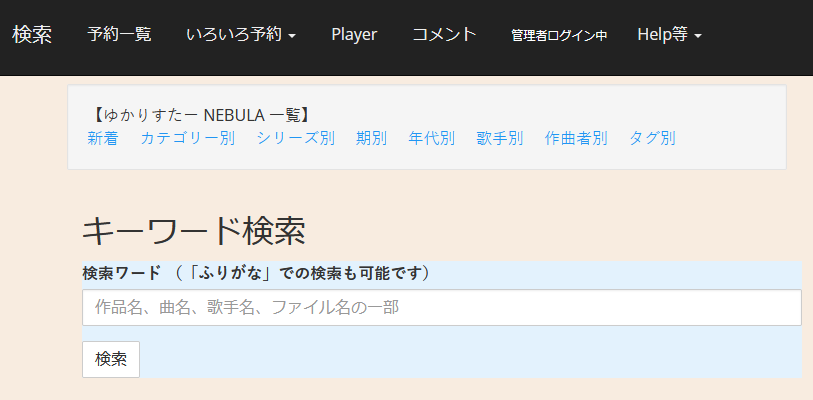 検索 予約一覧 いろいろ予約 Player コメント 管理者ログイン中 Help等
【ゆかりすたー NEBULA 一覧】
新着 カテゴリー別 シリーズ別 期別 年代別 歌手別 作曲者別 タグ別
キーワード検索
検索ワード （「ふりがな」での検索も可能です）
作品名、曲名、歌手名、ファイル名の一部
検索